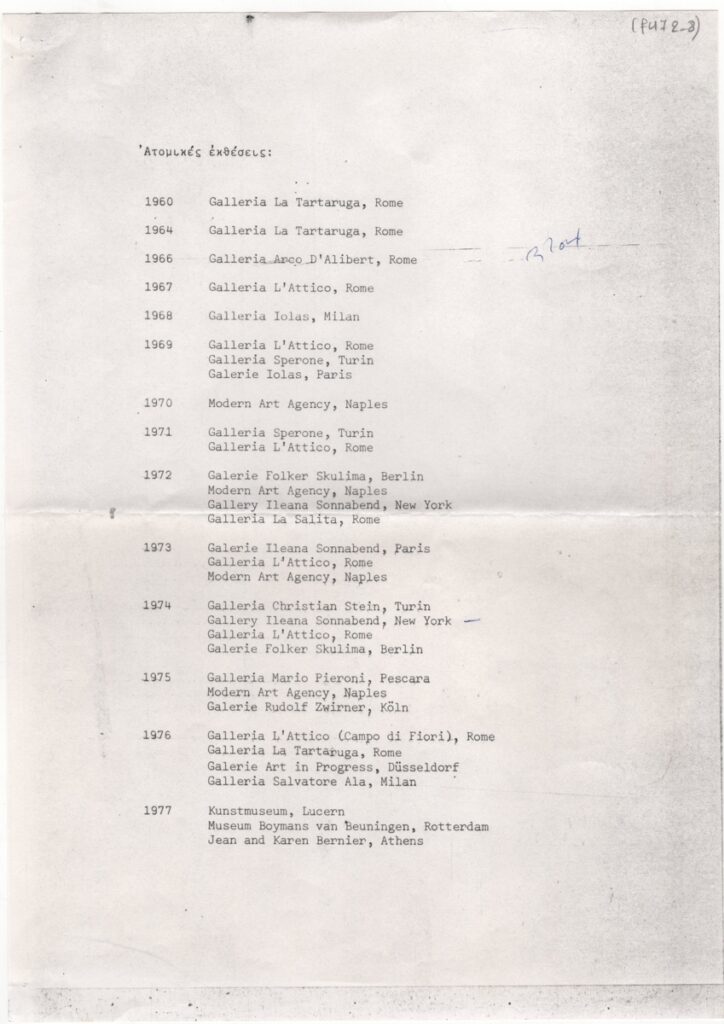 Ἀτομικές ἐκθέσεις:
1960 Galleria La Tartaruga, Rome
1964 Galleria La Tartaruga, Rome
1966 Galleria Arco D'Alibert, Rome
1967 Galleria L'Attico, Rome
1968 Galleria Iolas, Milan
1969 Galleria L'Attico, Rome
Galleria Sperone, Turin
Galerie Iolas, Paris
1970 Modern Art Agency, Naples
1971 Galleria Sperone, Turin
Galleria L'Attico, Rome
1972 Galerie Folker Skulima, Berlin
Modern Art Agency, Naples
Gallery Ileana Sonnabend, New York
Galleria La Salita, Rome
1973 Galerie Ileana Sonnabend, Paris
Galleria L'Attico, Rome
Modern Art Agency, Naples
1974 Galleria Christian Stein, Turin
Gallery Ileana Sonnabend, New York
Galleria L'Attico, Rome
Galerie Folker Skulima, Berlin
1975 Galleria Mario Pieroni, Pescara
Modern Art Agency, Naples
Galerie Rudolf Zwirner, Köln
1976 Galleria L'Attico (Campo di Fiori), Rome
Galleria La Tartaruga, Rome
Galerie Art in Progress, Düsseldorf
Galleria Salvatore Ala, Milan
1977 Kunstmuseum, Lucern
Museum Boymans van Beuningen, Rotterdam
Jean and Karen Bernier, Athens